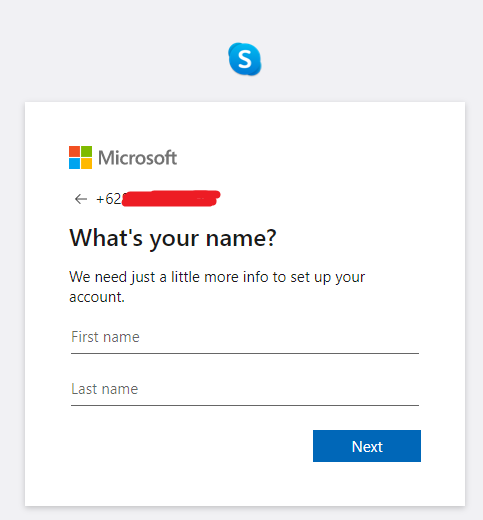 S
Microsoft
+62
What's your name?
We need just a little more info to set up your
account.
First name
Last name
Next